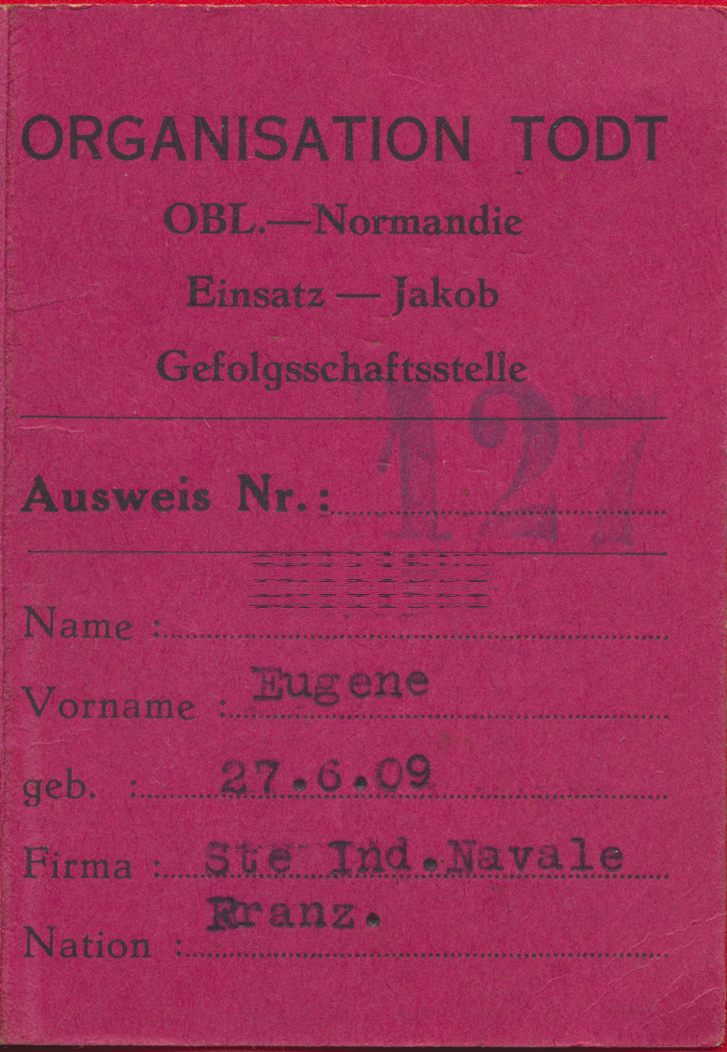 ORGANISATION TODT
OBL.—Normandie
Einsatz — Jakob
Gefolgsschaftsstelle
Ausweis Nr.: 127
Name :
Vorname : Eugene
geb. : 27.6.09
Firma : Ste Ind.Navale
Nation : Franz.